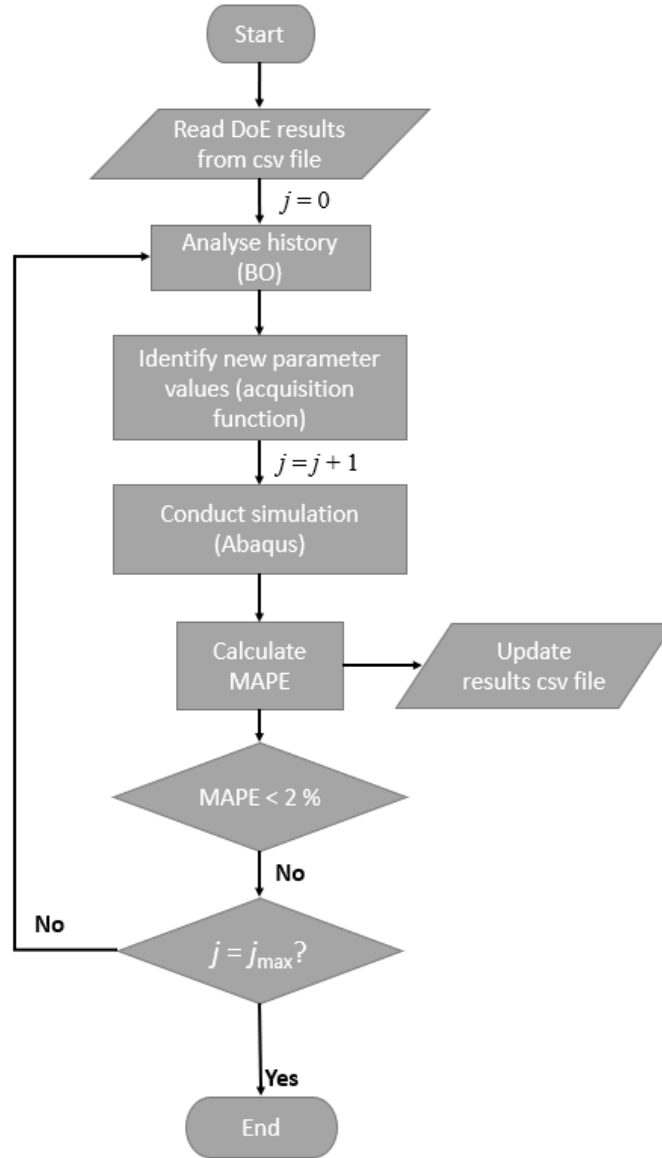 Start
Read DoE results
from csv file
j = 0
Analyse history
(BO)
Identify new parameter
values (acquisition
function)
j = j + 1
Conduct simulation
(Abaqus)
Calculate
MAPE
Update
results csv file
MAPE < 2 %
No
No
j = jmax?
Yes
End